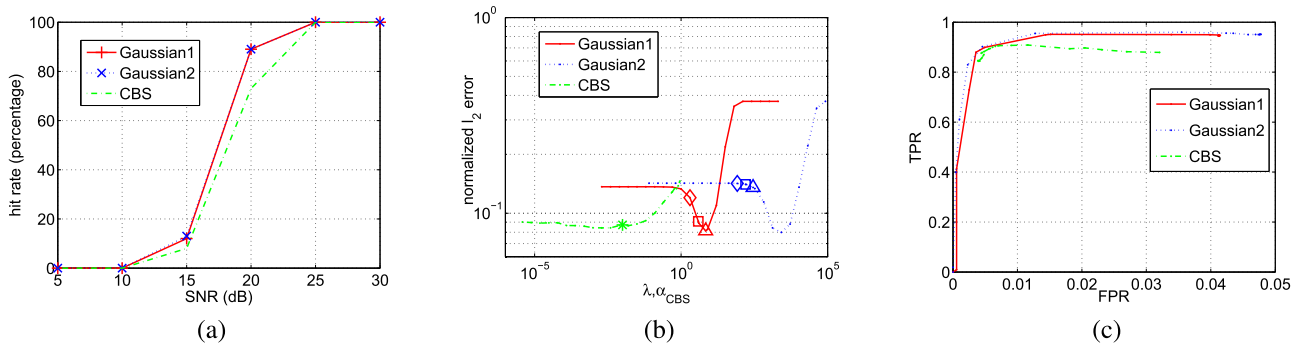 100
80
60
40
20
0
hit rate (percentage)
5
10
15
20
25
30
SNR (dB)
Gaussian1
Gaussian2
CBS
(a)
10^0
10^-1
normalized l_2 error
10^-5
10^0
10^5
λ,α_CBS
Gaussian1
Gausian2
CBS
(b)
1
0.8
0.6
0.4
0.2
0
TPR
0
0.01
0.02
0.03
0.04
0.05
FPR
Gaussian1
Gaussian2
CBS
(c)